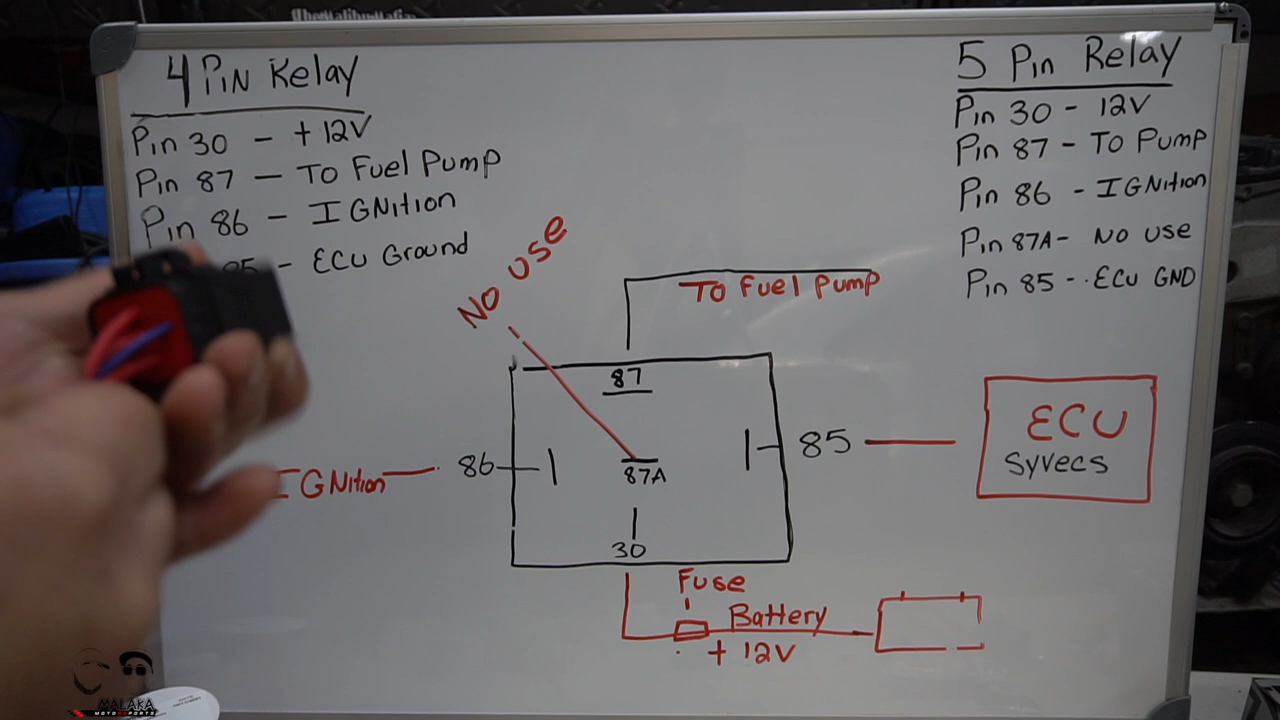 4 Pin Relay
Pin 30 - +12V
Pin 87 - To Fuel Pump
Pin 86 - IGNition
85 - ECU Ground
5 Pin Relay
Pin 30 - 12V
Pin 87 - To Pump
Pin 86 - IGNition
Pin 87A - No use
Pin 85 - ECU GND
No use
To Fuel Pump
87
86
87A
85
30
IGNition
ECU
Syvecs
Fuse
Battery
+ 12V
MALAKA
MOTORSPORTS